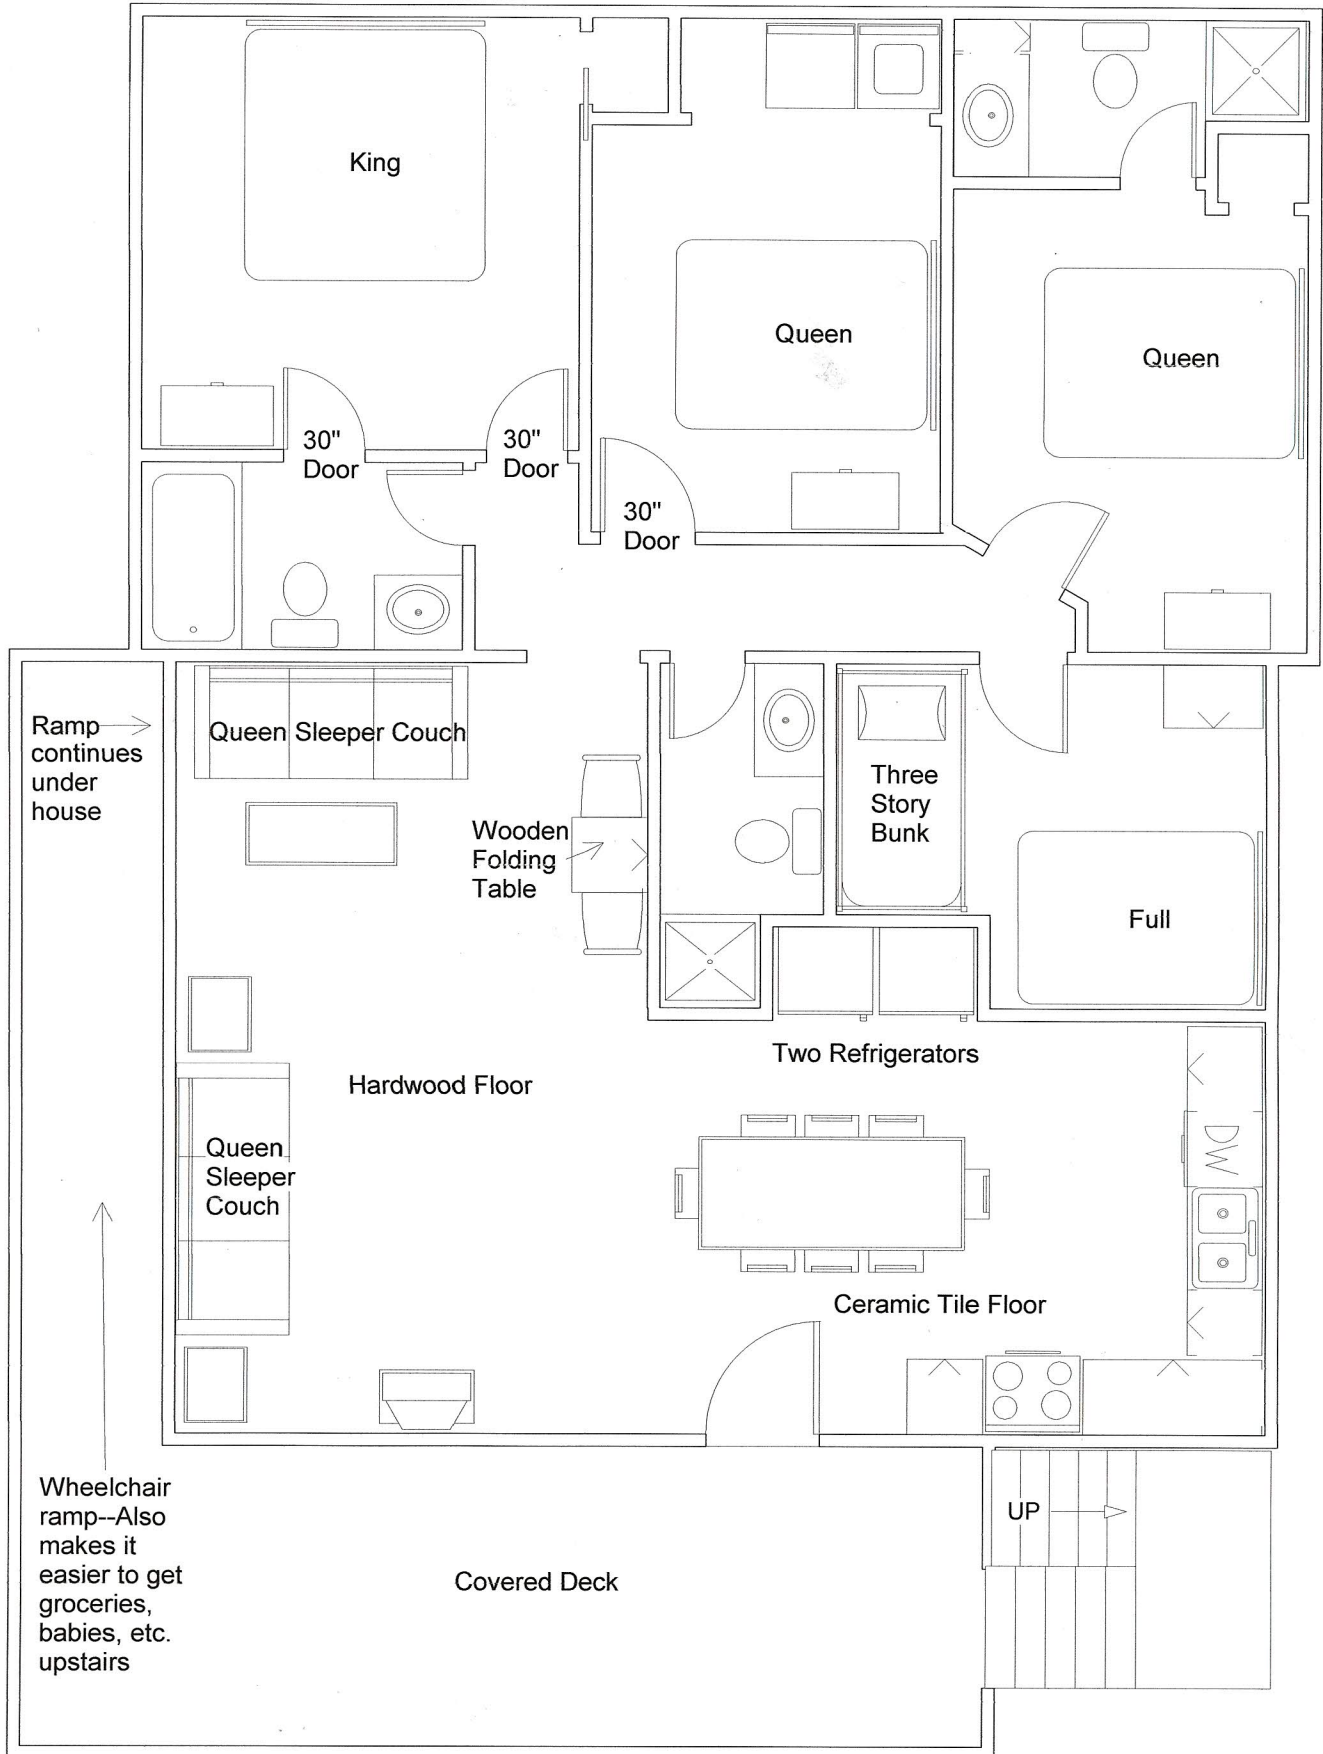 King
Queen
Queen
30"
Door
30"
Door
30"
Door
Ramp
continues
under
house
Queen Sleeper Couch
Wooden
Folding
Table
Three
Story
Bunk
Full
Two Refrigerators
Hardwood Floor
Queen
Sleeper
Couch
DW
Ceramic Tile Floor
Wheelchair
ramp--Also
makes it
easier to get
groceries,
babies, etc.
upstairs
UP
Covered Deck